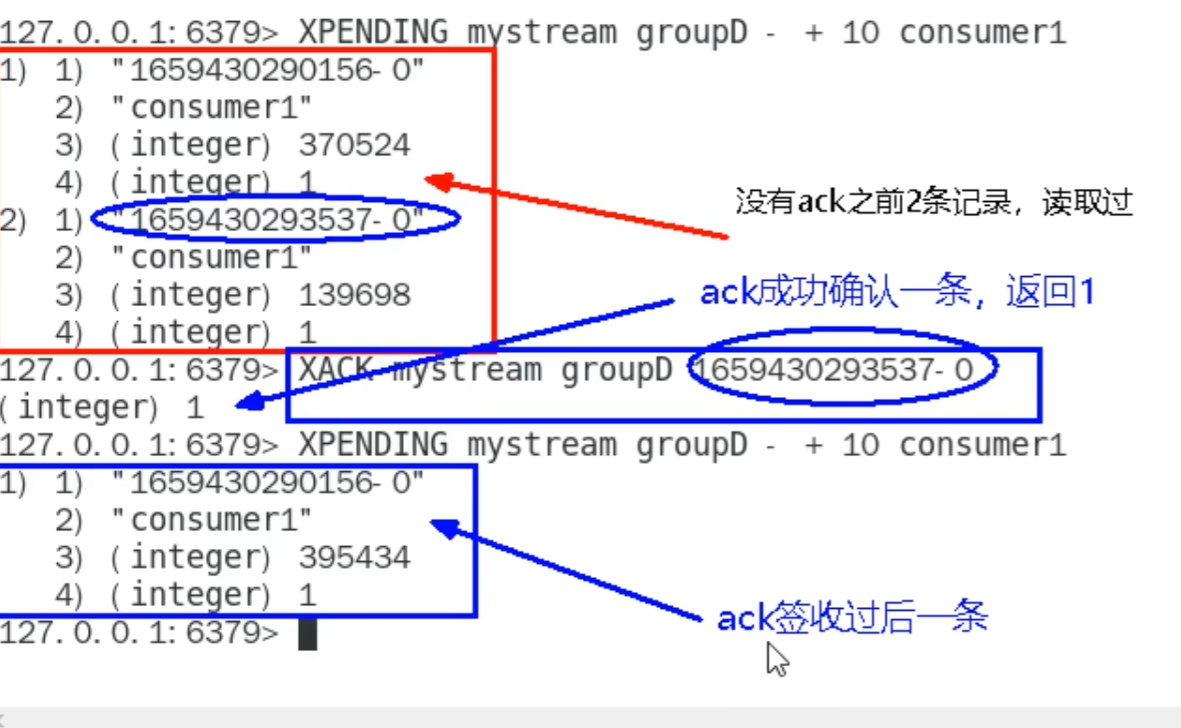 127.0.0.1:6379> XPENDING mystream groupD - + 10 consumer1
1) 1) "1659430290156-0"
2) "consumer1"
3) (integer) 370524
4) (integer) 1
没有ack之前2条记录，读取过
2) 1) "1659430293537-0"
2) "consumer1"
3) (integer) 139698
ack成功确认一条，返回1
4) (integer) 1
127.0.0.1:6379> XACK mystream groupD 1659430293537-0
(integer) 1
127.0.0.1:6379> XPENDING mystream groupD - + 10 consumer1
1) 1) "1659430290156-0"
2) "consumer1"
3) (integer) 395434
4) (integer) 1
ack签收过后一条
127.0.0.1:6379>